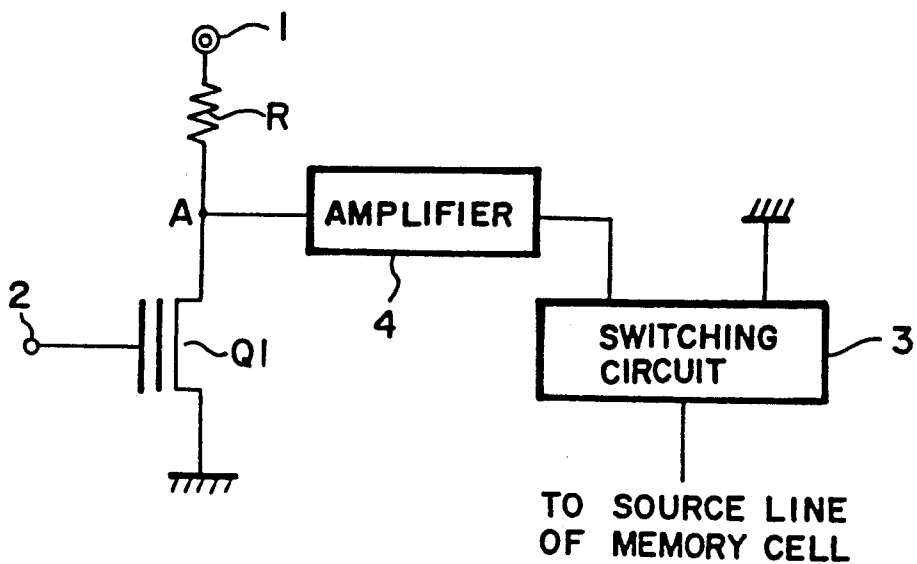 1
R
A
AMPLIFIER
4
2
Q1
SWITCHING
CIRCUIT
3
TO SOURCE LINE
OF MEMORY CELL